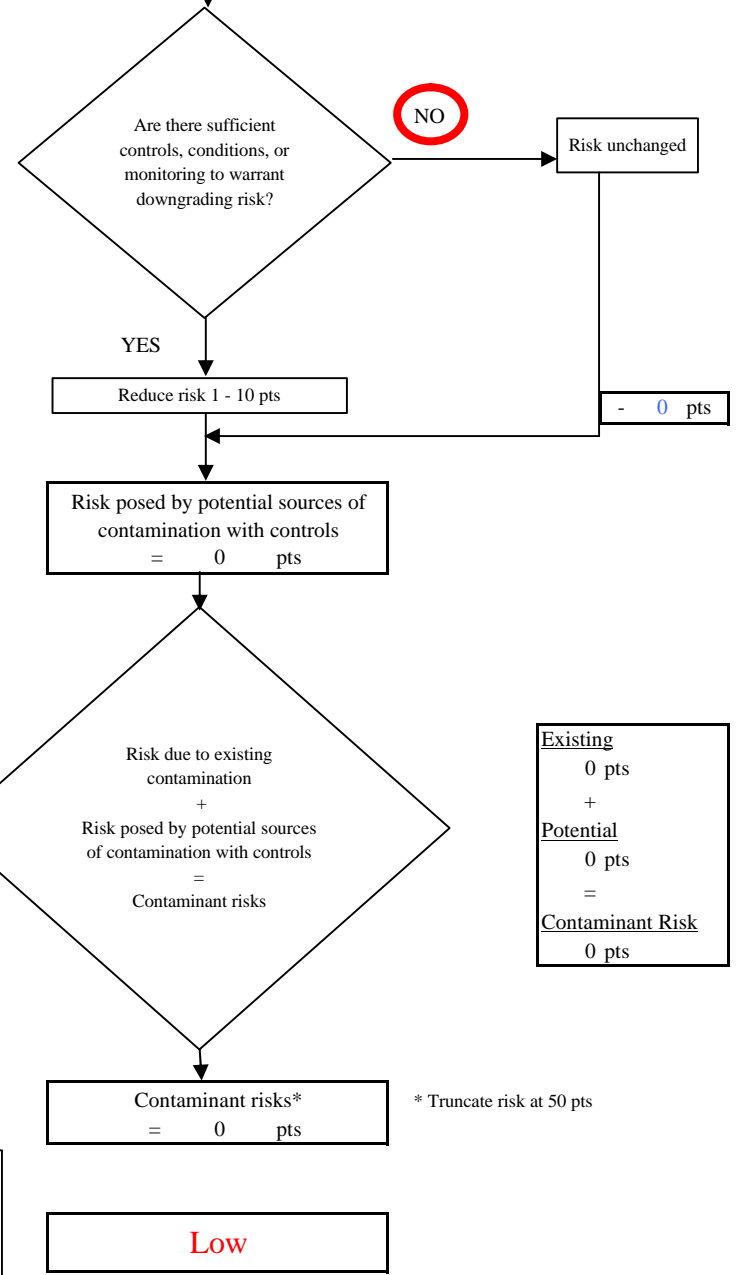 Are there sufficient
controls, conditions, or
monitoring to warrant
downgrading risk?
NO
Risk unchanged
YES
Reduce risk 1 - 10 pts
- 0 pts
Risk posed by potential sources of
contamination with controls
= 0 pts
Risk due to existing
contamination
+
Risk posed by potential sources
of contamination with controls
=
Contaminant risks
Existing
0 pts
+
Potential
0 pts
=
Contaminant Risk
0 pts
Contaminant risks*
= 0 pts
* Truncate risk at 50 pts
Low